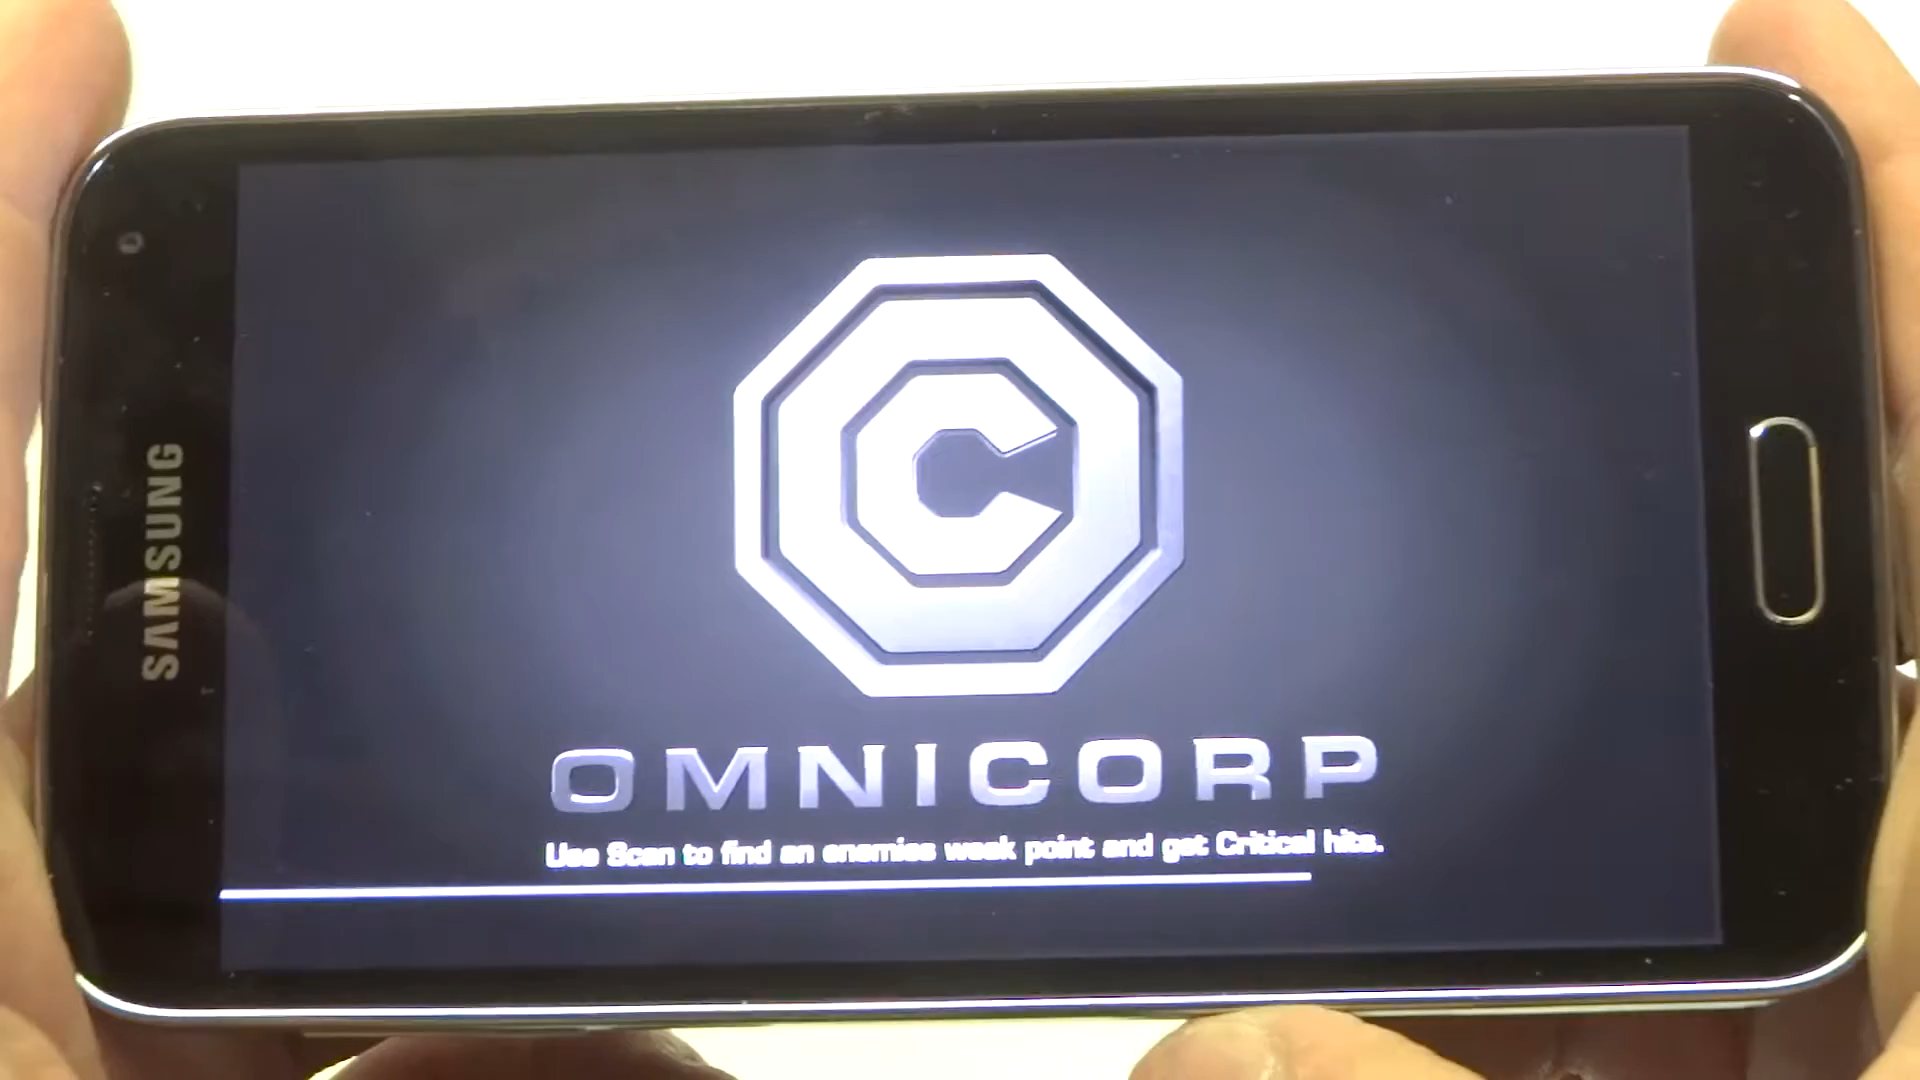 SAMSUNG
OMNICORP
Use Scan to find an enemies weak point and get Critical hits.